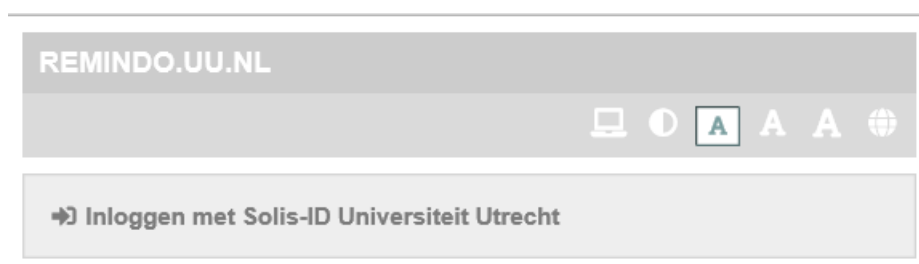 REMINDO.UU.NL
A A A
Inloggen met Solis-ID Universiteit Utrecht